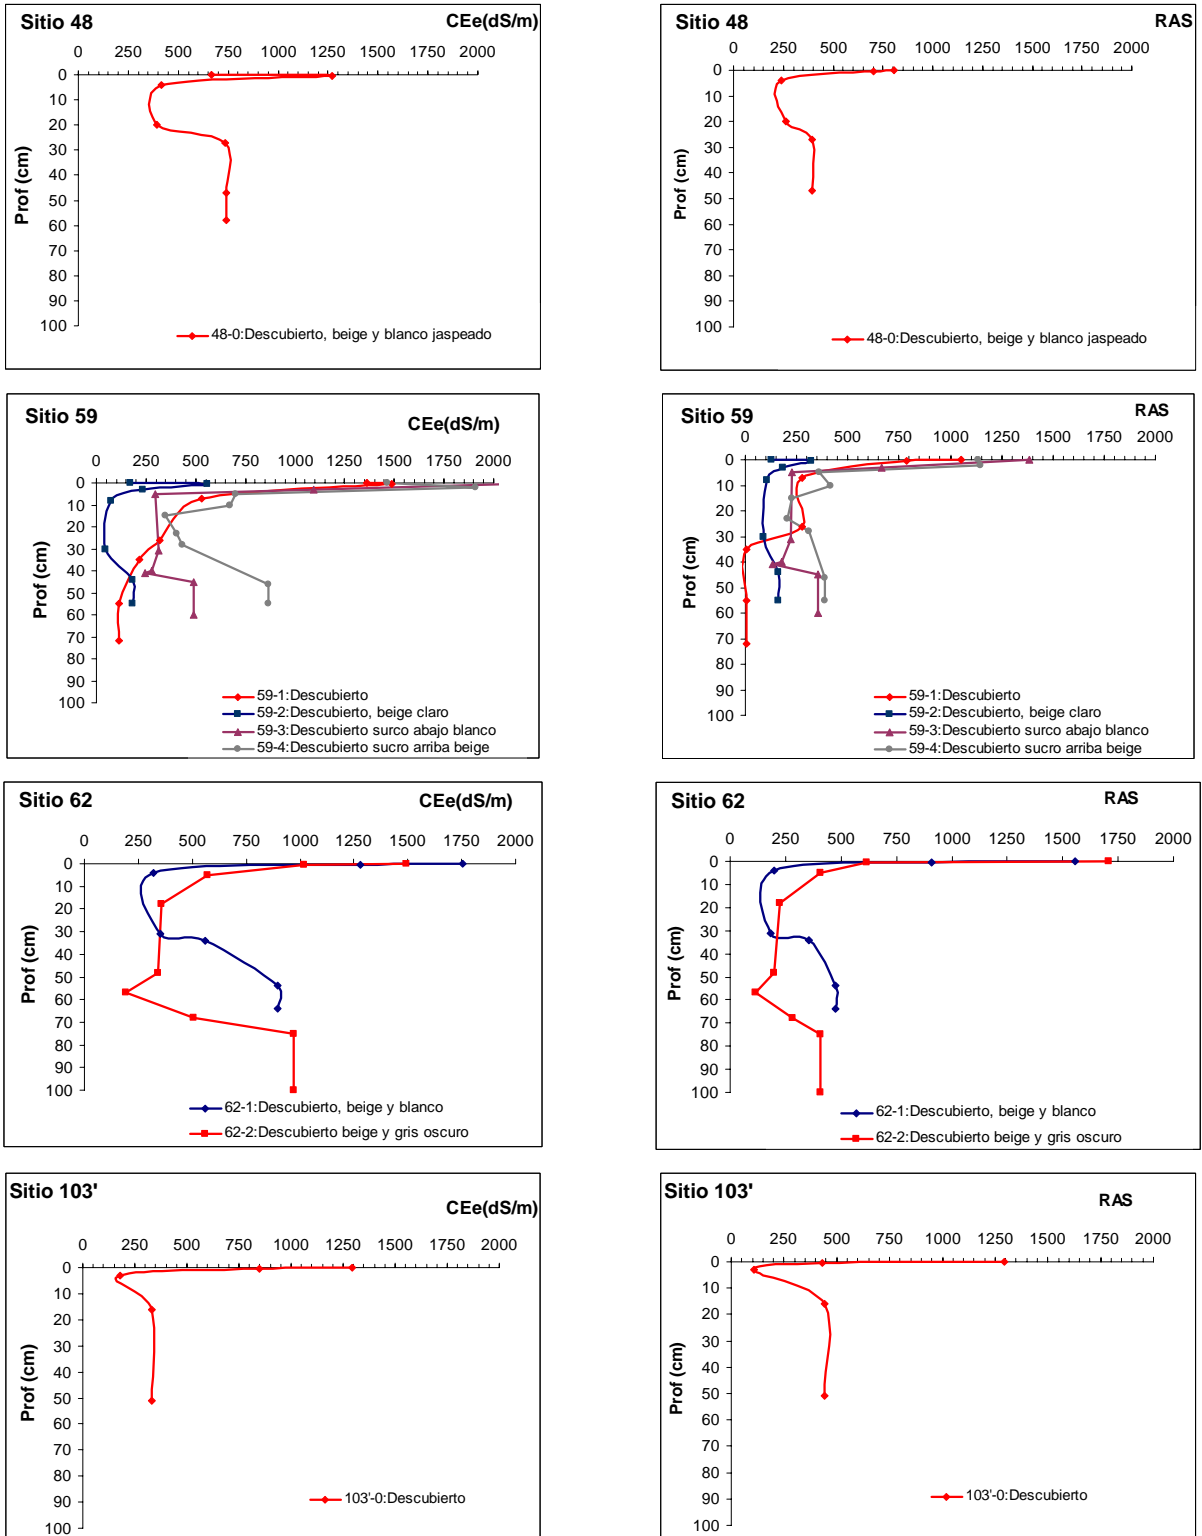 Sitio 48
CEe(dS/m)
0 250 500 750 1000 1250 1500 1750 2000
0
10
20
30
40
50
60
70
80
90
100
Prof (cm)
48-0:Descubierto, beige y blanco jaspeado
Sitio 48
RAS
0 250 500 750 1000 1250 1500 1750 2000
0
10
20
30
40
50
60
70
80
90
100
Prof (cm)
48-0:Descubierto, beige y blanco jaspeado
Sitio 59
CEe(dS/m)
0 250 500 750 1000 1250 1500 1750 2000
0
10
20
30
40
50
60
70
80
90
100
Prof (cm)
59-1:Descubierto
59-2:Descubierto, beige claro
59-3:Descubierto surco abajo blanco
59-4:Descubierto sucro arriba beige
Sitio 59
RAS
0 250 500 750 1000 1250 1500 1750 2000
0
10
20
30
40
50
60
70
80
90
100
Prof (cm)
59-1:Descubierto
59-2:Descubierto, beige claro
59-3:Descubierto surco abajo blanco
59-4:Descubierto sucro arriba beige
Sitio 62
CEe(dS/m)
0 250 500 750 1000 1250 1500 1750 2000
0
10
20
30
40
50
60
70
80
90
100
Prof (cm)
62-1:Descubierto, beige y blanco
62-2:Descubierto beige y gris oscuro
Sitio 62
RAS
0 250 500 750 1000 1250 1500 1750 2000
0
10
20
30
40
50
60
70
80
90
100
Prof (cm)
62-1:Descubierto, beige y blanco
62-2:Descubierto beige y gris oscuro
Sitio 103'
CEe(dS/m)
0 250 500 750 1000 1250 1500 1750 2000
0
10
20
30
40
50
60
70
80
90
100
Prof (cm)
103'-0:Descubierto
Sitio 103'
RAS
0 250 500 750 1000 1250 1500 1750 2000
0
10
20
30
40
50
60
70
80
90
100
Prof (cm)
103'-0:Descubierto